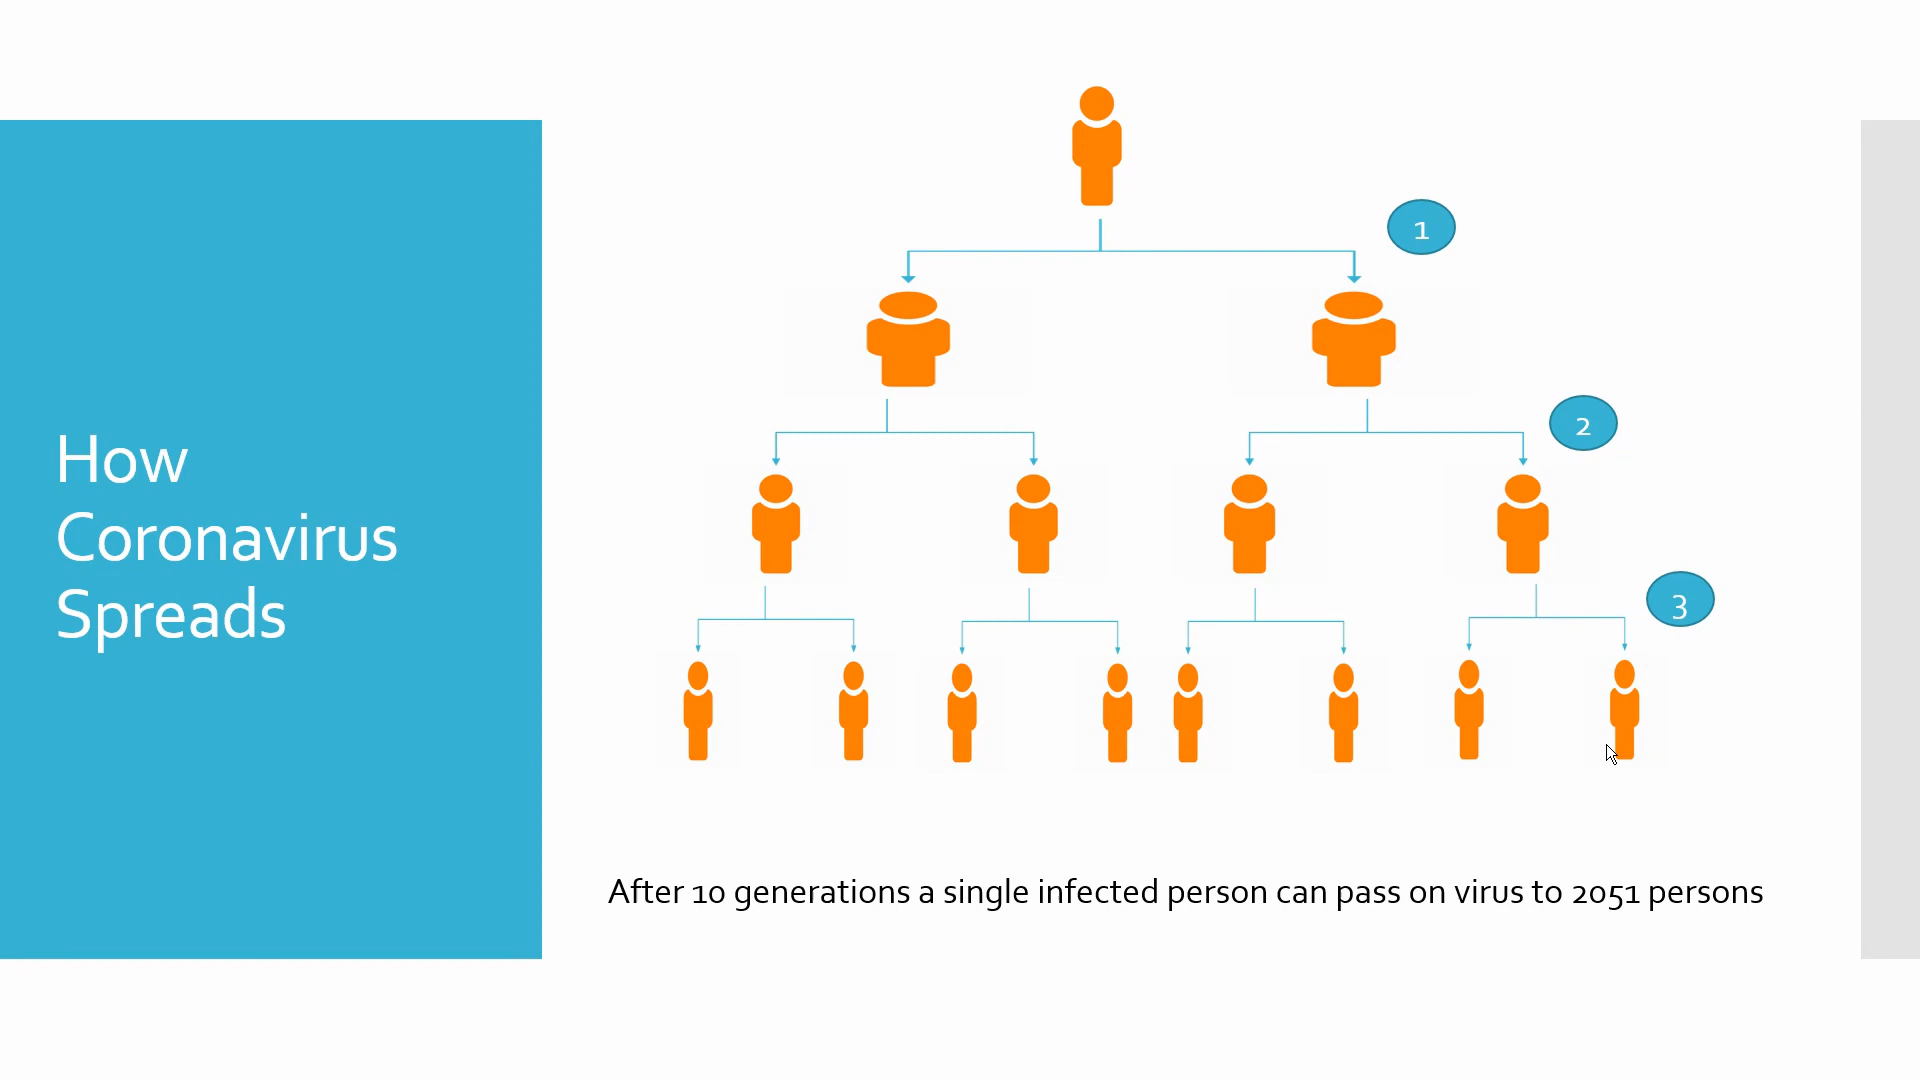 How
Coronavirus
Spreads
1
2
3
After 10 generations a single infected person can pass on virus to 2051 persons